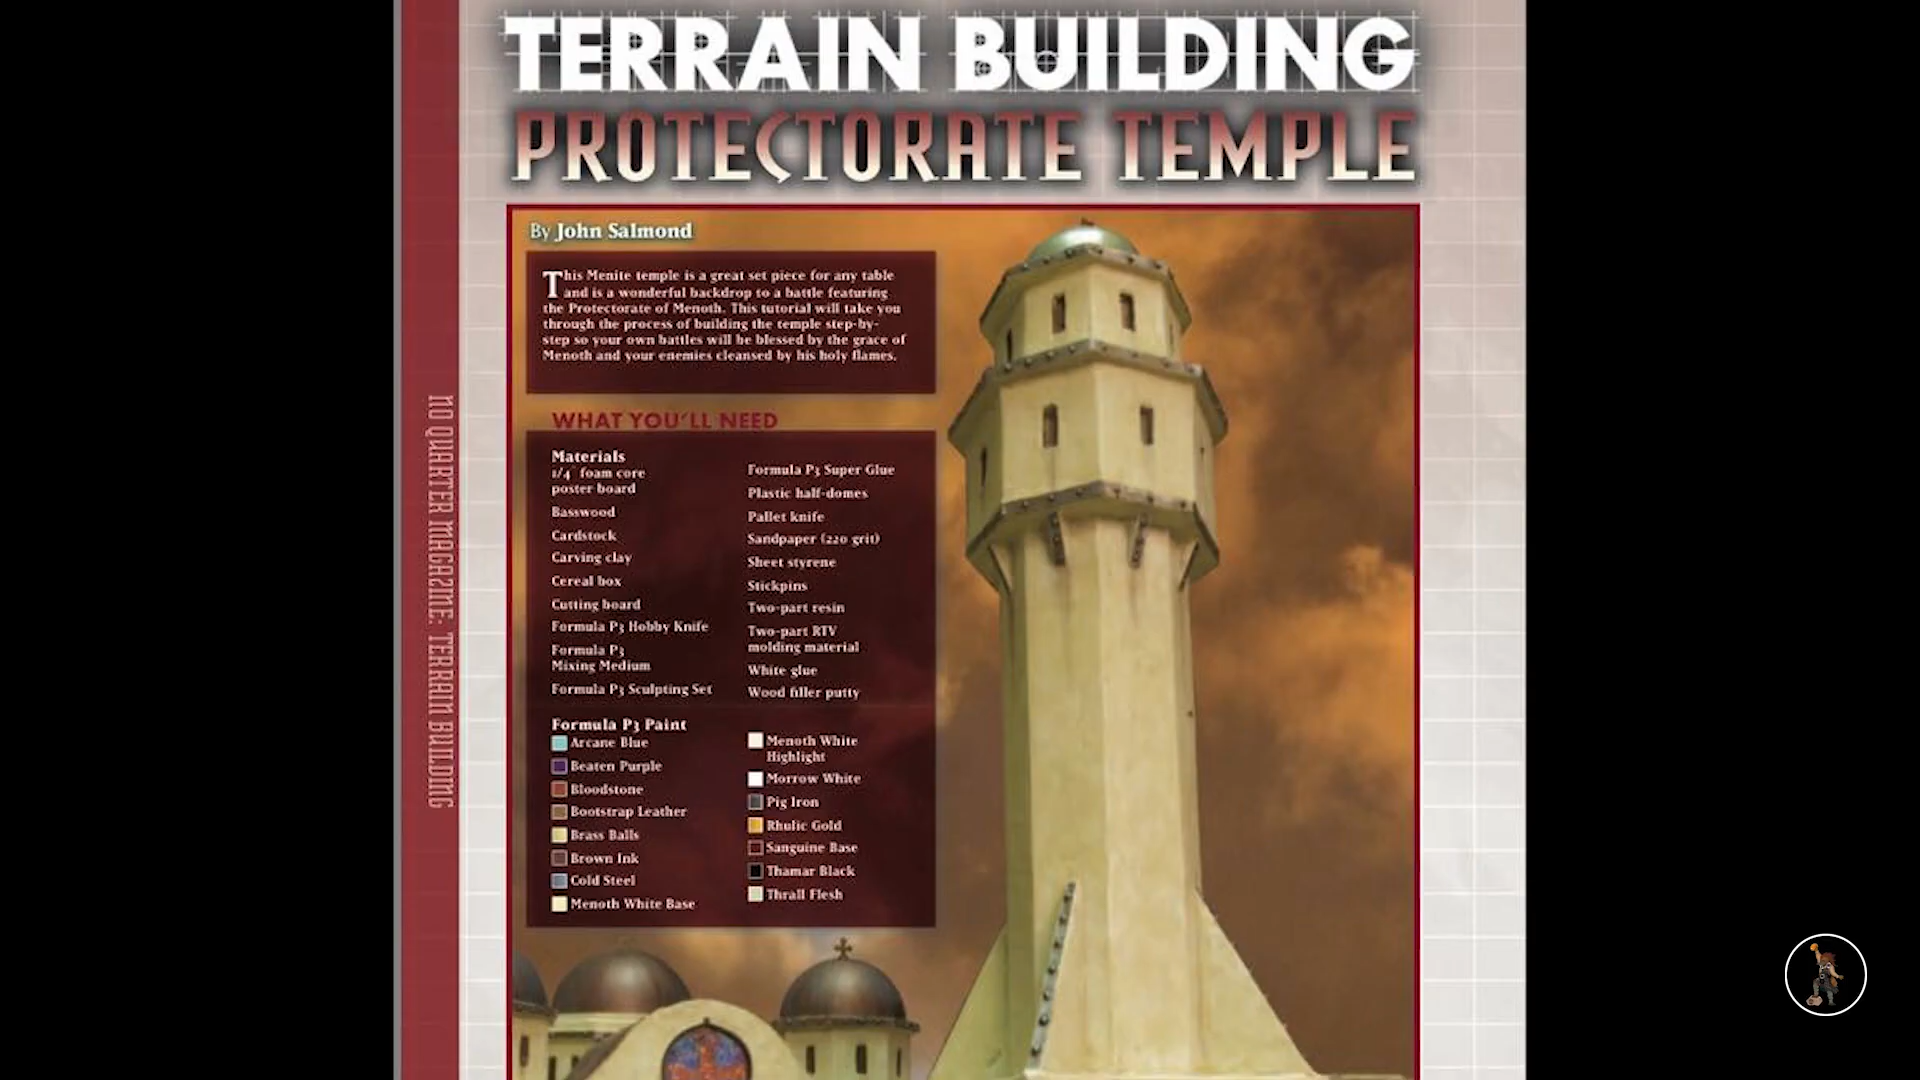 TERRAIN BUILDING
PROTECTORATE TEMPLE
By John Salmond
This Menite temple is a great set piece for any table
and is a wonderful backdrop to a battle featuring
the Protectorate of Menoth. This tutorial will take you
through the process of building the temple step-by-
step so your own battles will be blessed by the grace of
Menoth and your enemies cleansed by his holy flames.
WHAT YOU'LL NEED
Materials
1/4" foam core
poster board
Basswood
Cardstock
Carving clay
Cereal box
Cutting board
Formula P3 Hobby Knife
Formula P3
Mixing Medium
Formula P3 Sculpting Set
Formula P3 Super Glue
Plastic half-domes
Pallet knife
Sandpaper (220 grit)
Sheet styrene
Stickpins
Two-part resin
Two-part RTV
molding material
White glue
Wood filler putty
Formula P3 Paint
Arcane Blue
Beaten Purple
Bloodstone
Bootstrap Leather
Brass Balls
Brown Ink
Cold Steel
Menoth White Base
Menoth White
Highlight
Morrow White
Pig Iron
Rhulic Gold
Sanguine Base
Thamar Black
Thrall Flesh
NO QUARTER MAGAZINE: TERRAIN BUILDING